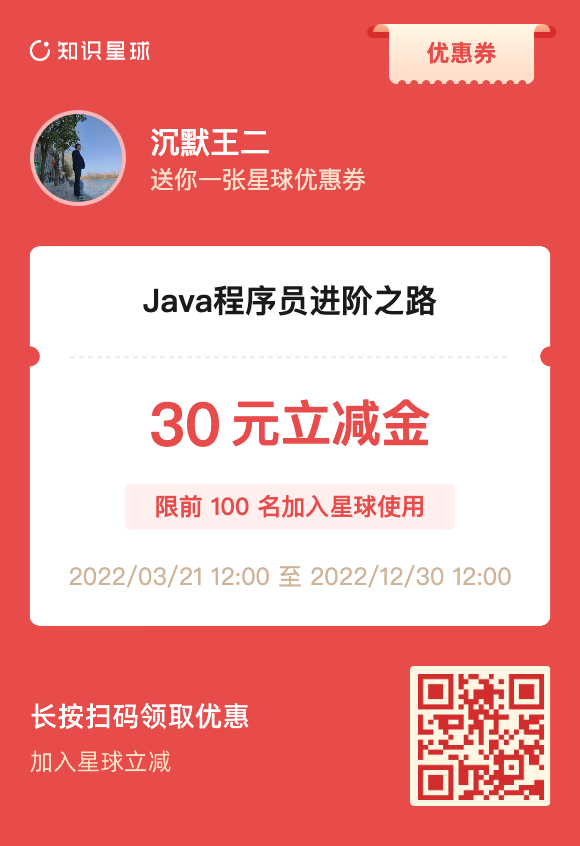 知识星球
优惠券
沉默王二
送你一张星球优惠券
Java程序员进阶之路
30 元立减金
限前 100 名加入星球使用
2022/03/21 12:00 至 2022/12/30 12:00
长按扫码领取优惠
加入星球立减